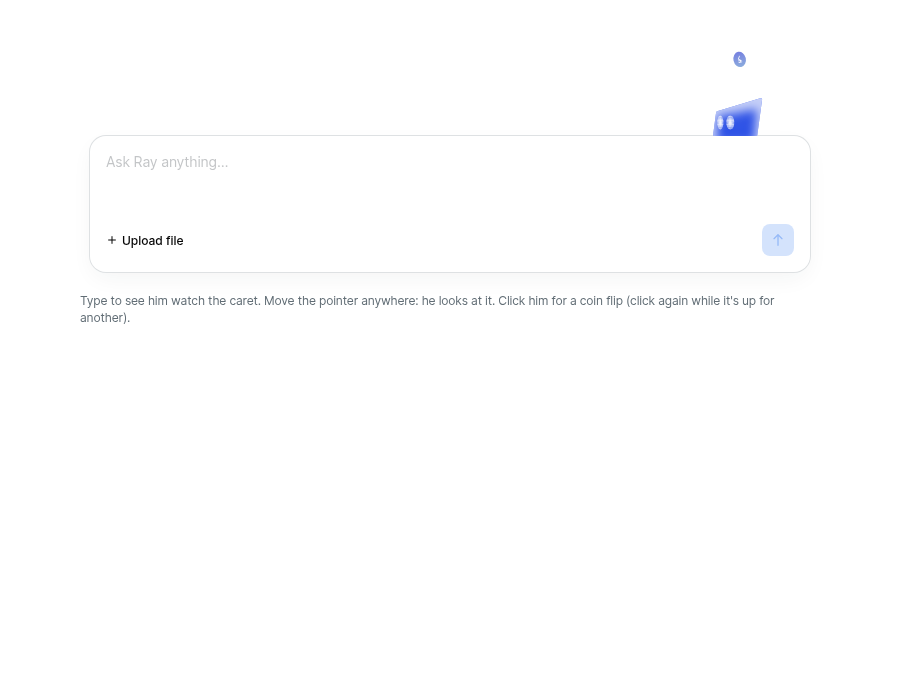 Ask Ray anything...
+ Upload file
Type to see him watch the caret. Move the pointer anywhere: he looks at it. Click him for a coin flip (click again while it's up for
another).